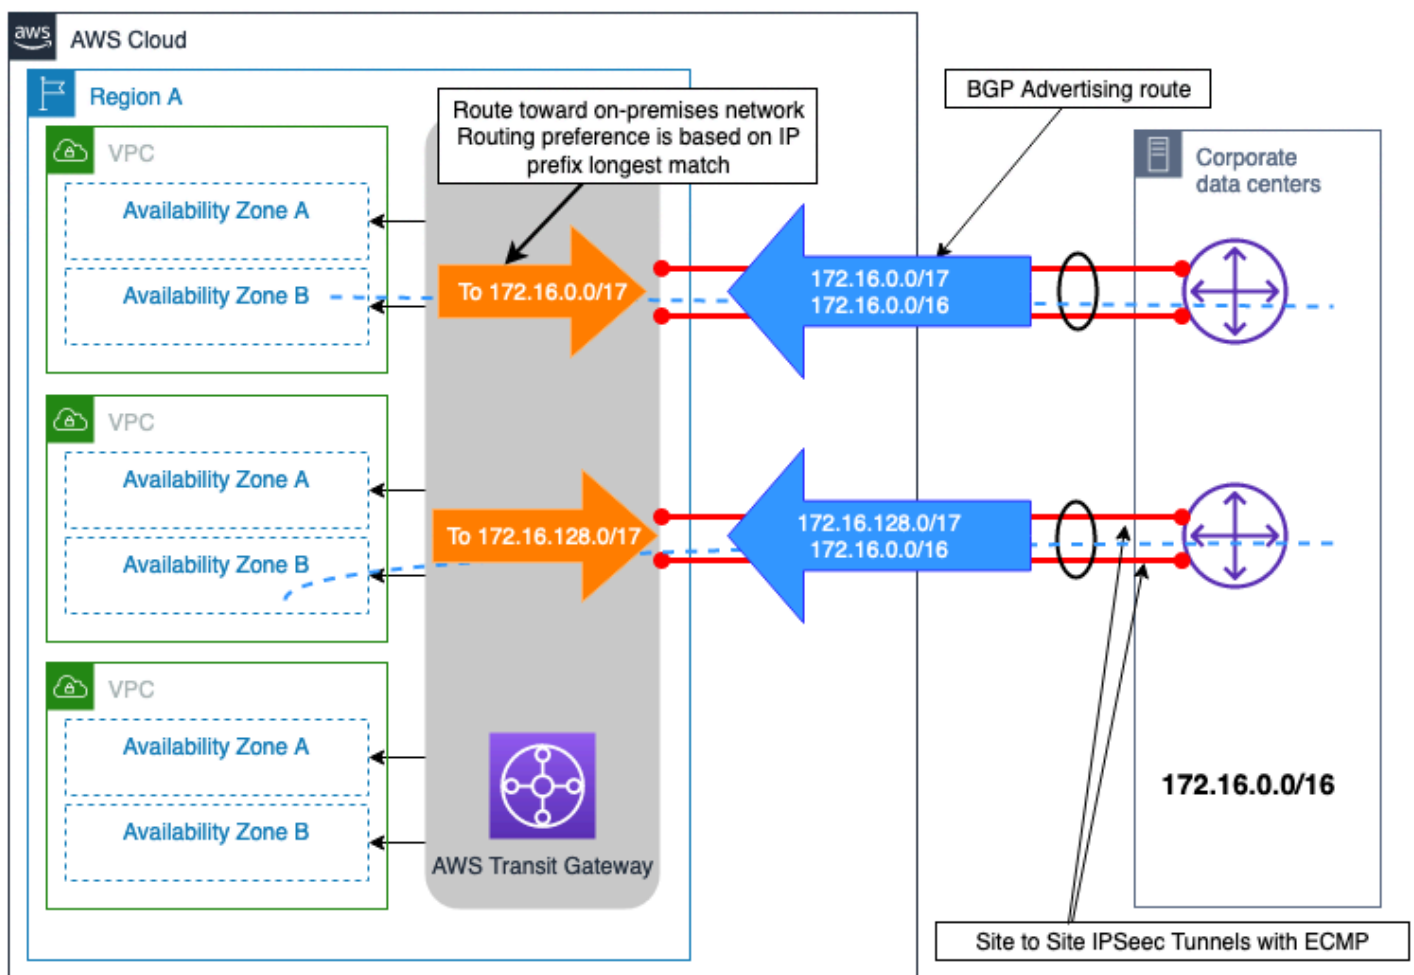 aws
AWS Cloud
Region A
VPC
Availability Zone A
Availability Zone B
VPC
Availability Zone A
Availability Zone B
VPC
Availability Zone A
Availability Zone B
Route toward on-premises network
Routing preference is based on IP
prefix longest match
To 172.16.0.0/17
To 172.16.128.0/17
AWS Transit Gateway
BGP Advertising route
172.16.0.0/17
172.16.0.0/16
172.16.128.0/17
172.16.0.0/16
Corporate
data centers
172.16.0.0/16
Site to Site IPSeec Tunnels with ECMP